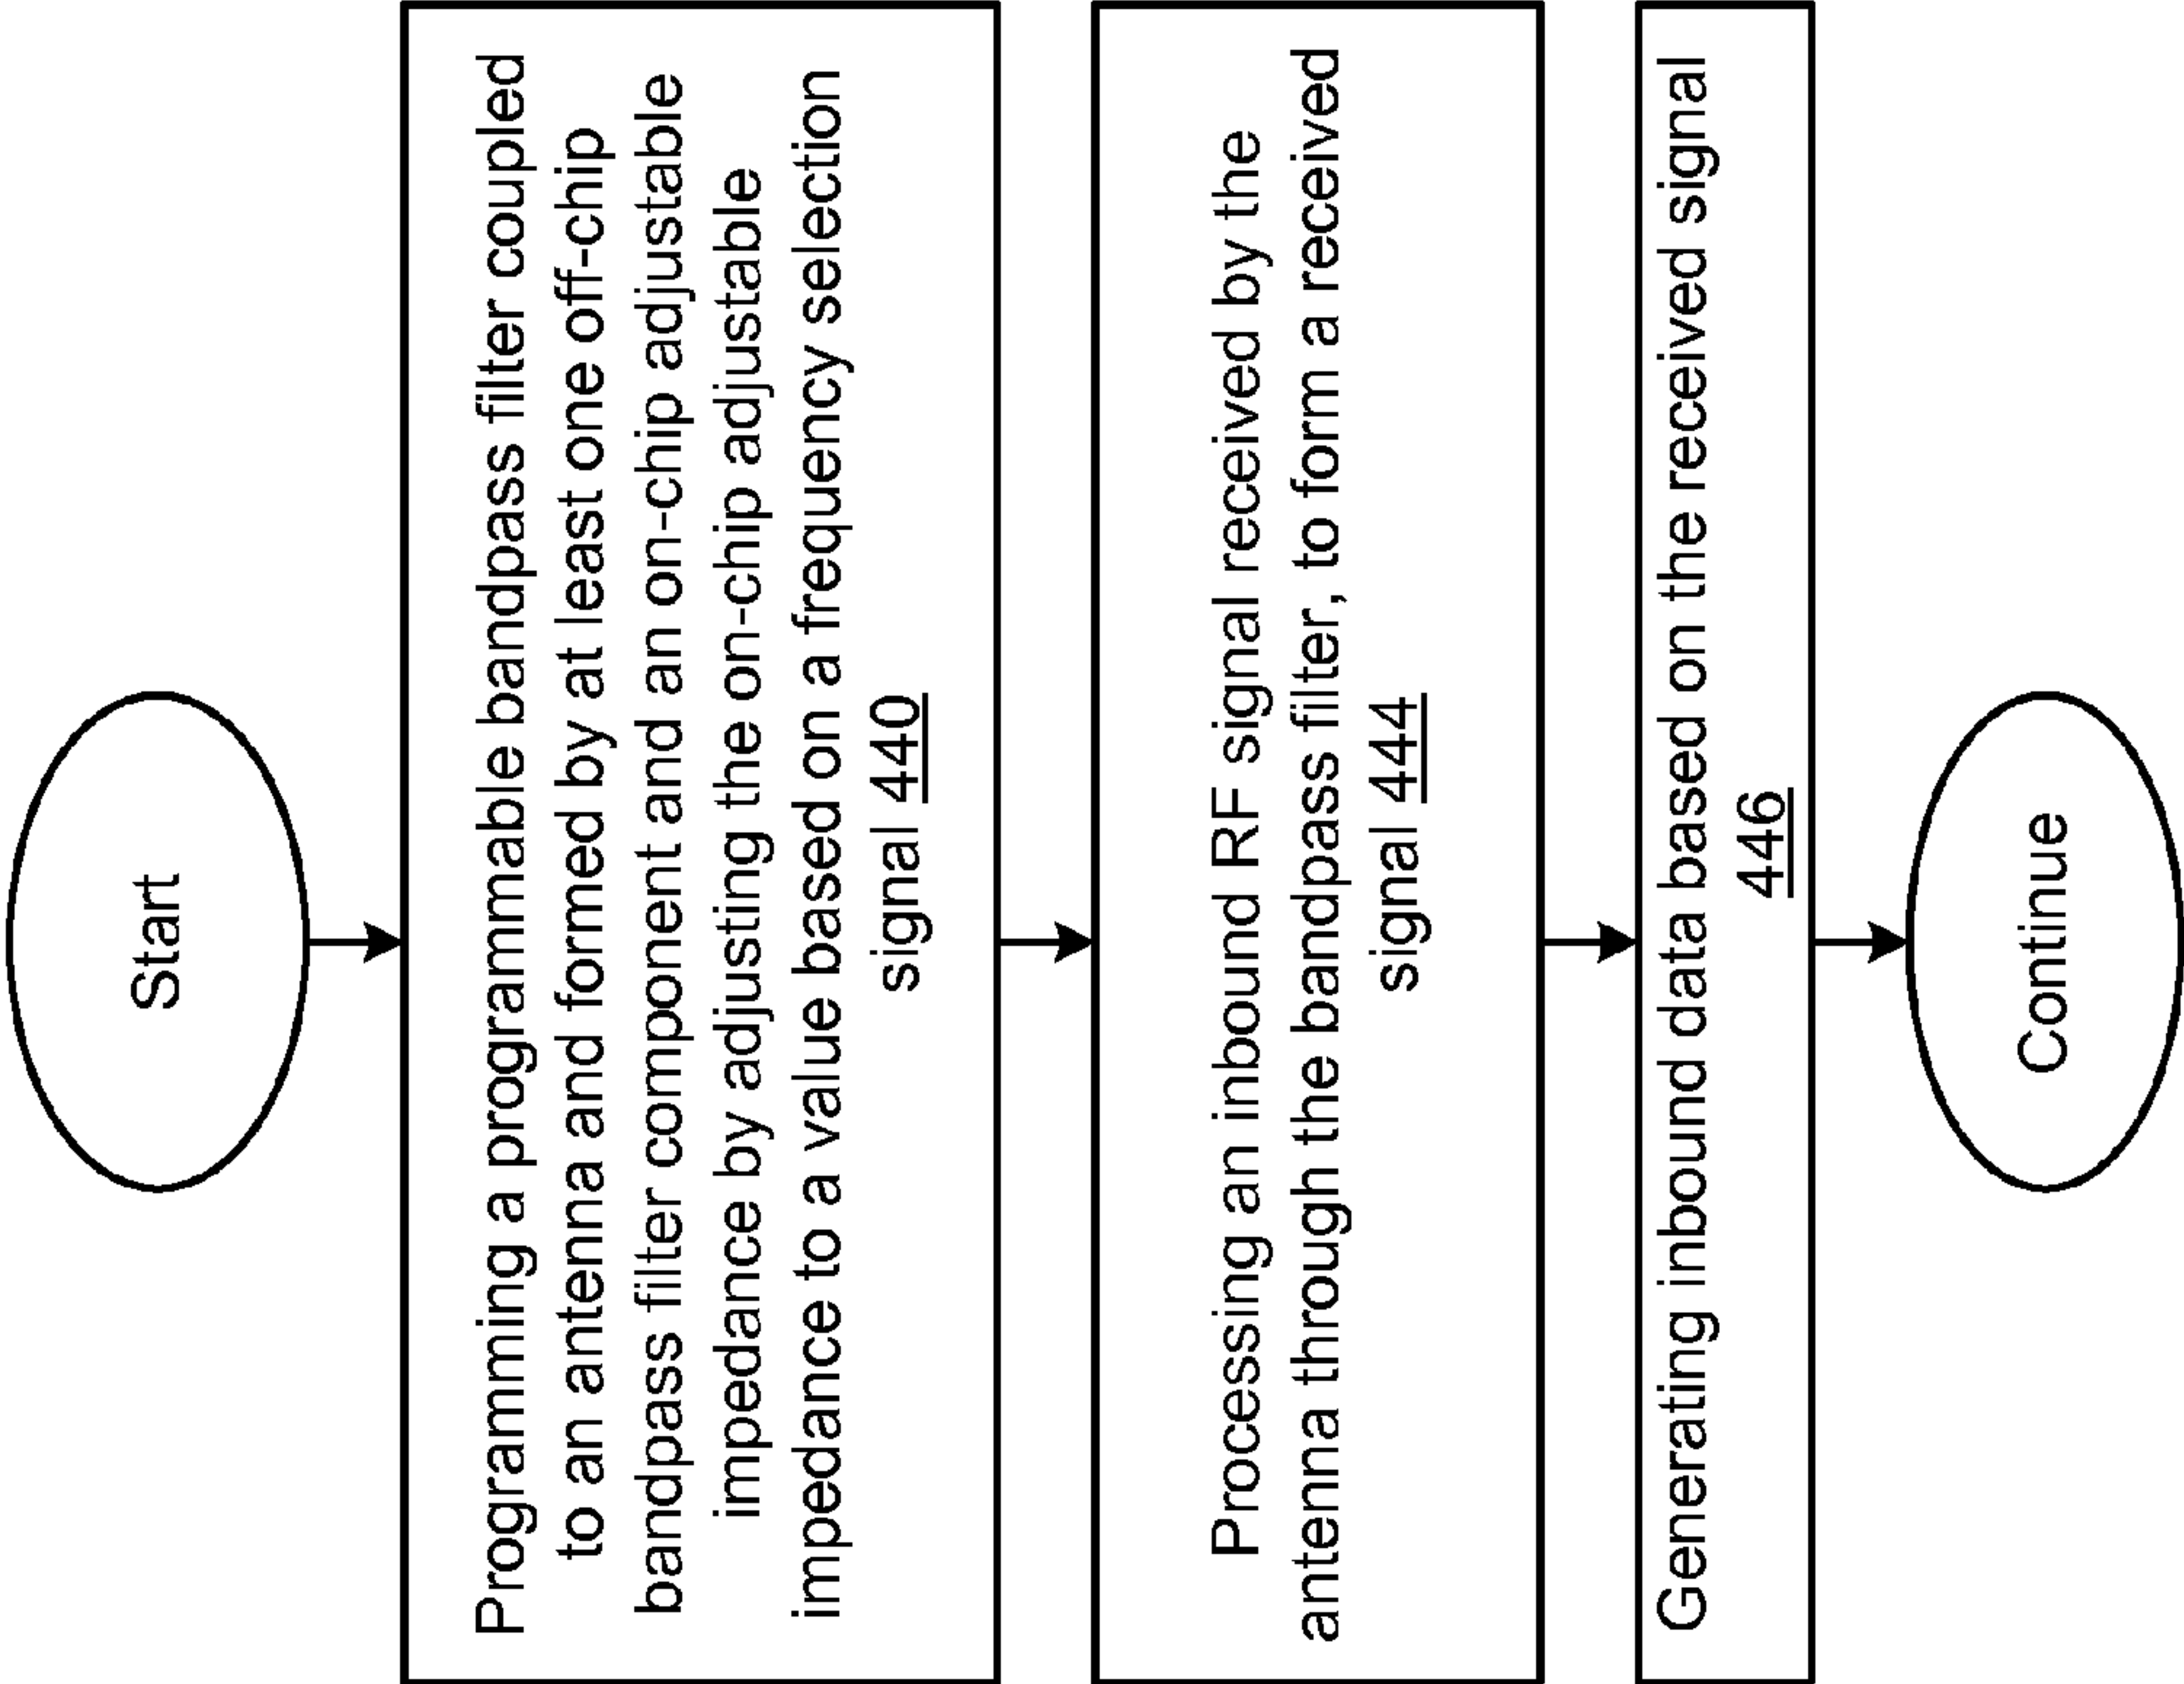 Start
Programming a programmable bandpass filter coupled
to an antenna and formed by at least one off-chip
bandpass filter component and an on-chip adjustable
impedance by adjusting the on-chip adjustable
impedance to a value based on a frequency selection
signal 440
Processing an inbound RF signal received by the
antenna through the bandpass filter, to form a received
signal 444
Generating inbound data based on the received signal
446
Continue